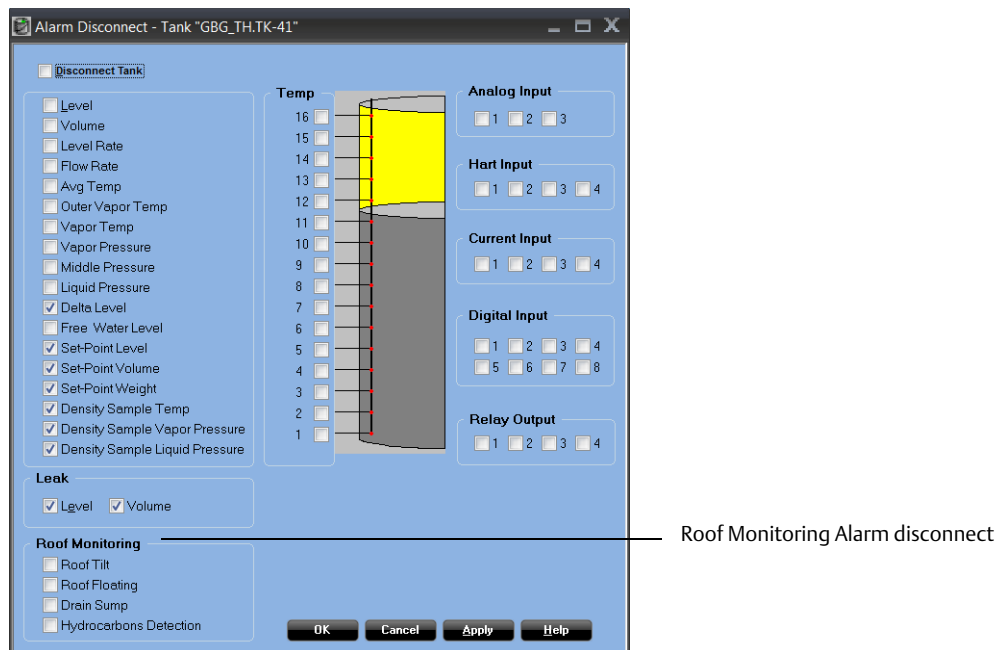 Alarm Disconnect - Tank "GBG_TH.TK-41"
Disconnect Tank
Level
Volume
Level Rate
Flow Rate
Avg Temp
Outer Vapor Temp
Vapor Temp
Vapor Pressure
Middle Pressure
Liquid Pressure
Delta Level
Free Water Level
Set-Point Level
Set-Point Volume
Set-Point Weight
Density Sample Temp
Density Sample Vapor Pressure
Density Sample Liquid Pressure
Leak
Level Volume
Roof Monitoring
Roof Tilt
Roof Floating
Drain Sump
Hydrocarbons Detection
Temp
16
15
14
13
12
11
10
9
8
7
6
5
4
3
2
1
Analog Input
1 2 3
Hart Input
1 2 3 4
Current Input
1 2 3 4
Digital Input
1 2 3 4
5 6 7 8
Relay Output
1 2 3 4
OK Cancel Apply Help
Roof Monitoring Alarm disconnect